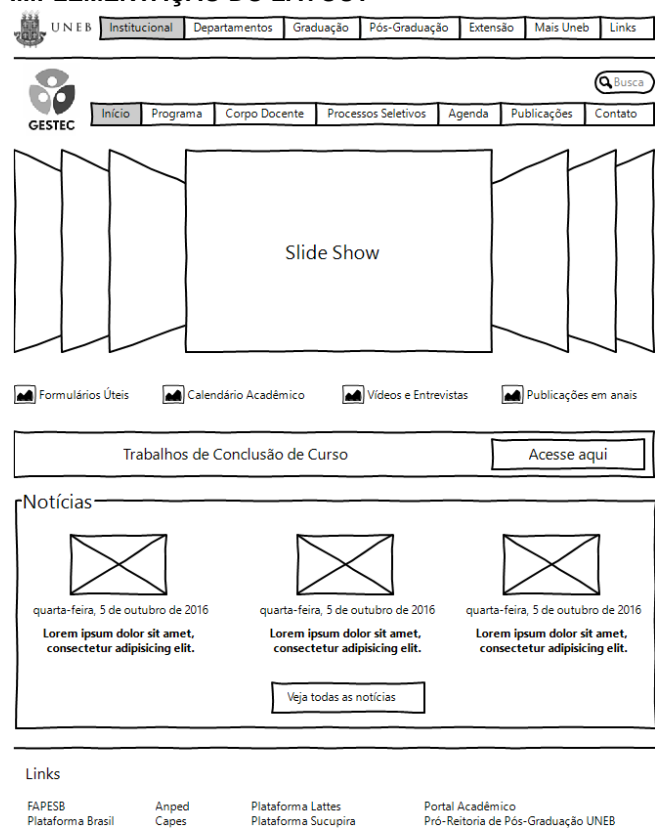 IMPLEMENTAÇÃO DO LAYOUT
UNEB Institucional Departamentos Graduação Pós-Graduação Extensão Mais Uneb Links
Busca
GESTEC
Início Programa Corpo Docente Processos Seletivos Agenda Publicações Contato
Slide Show
Formulários Úteis Calendário Acadêmico Vídeos e Entrevistas Publicações em anais
Trabalhos de Conclusão de Curso Acesse aqui
Notícias
quarta-feira, 5 de outubro de 2016 quarta-feira, 5 de outubro de 2016 quarta-feira, 5 de outubro de 2016
Lorem ipsum dolor sit amet, Lorem ipsum dolor sit amet, Lorem ipsum dolor sit amet,
consectetur adipisicing elit. consectetur adipisicing elit. consectetur adipisicing elit.
Veja todas as notícias
Links
FAPESB Anped Plataforma Lattes Portal Acadêmico
Plataforma Brasil Capes Plataforma Sucupira Pró-Reitoria de Pós-Graduação UNEB